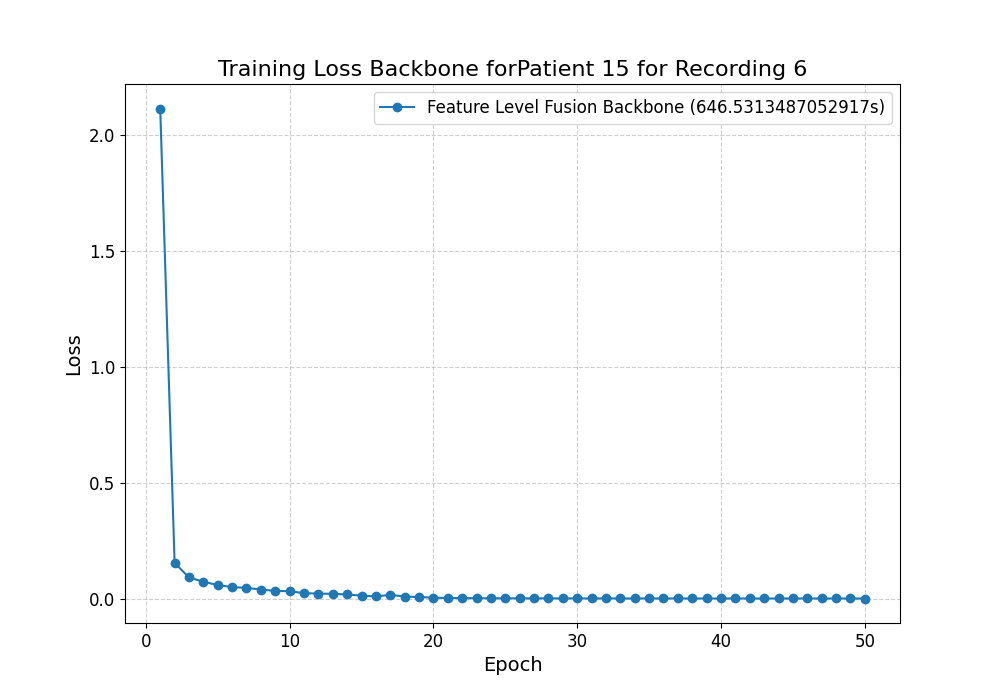 Training Loss Backbone forPatient 15 for Recording 6
Feature Level Fusion Backbone (646.5313487052917s)
2.0
1.5
1.0
0.5
0.0
Loss
0 10 20 30 40 50
Epoch